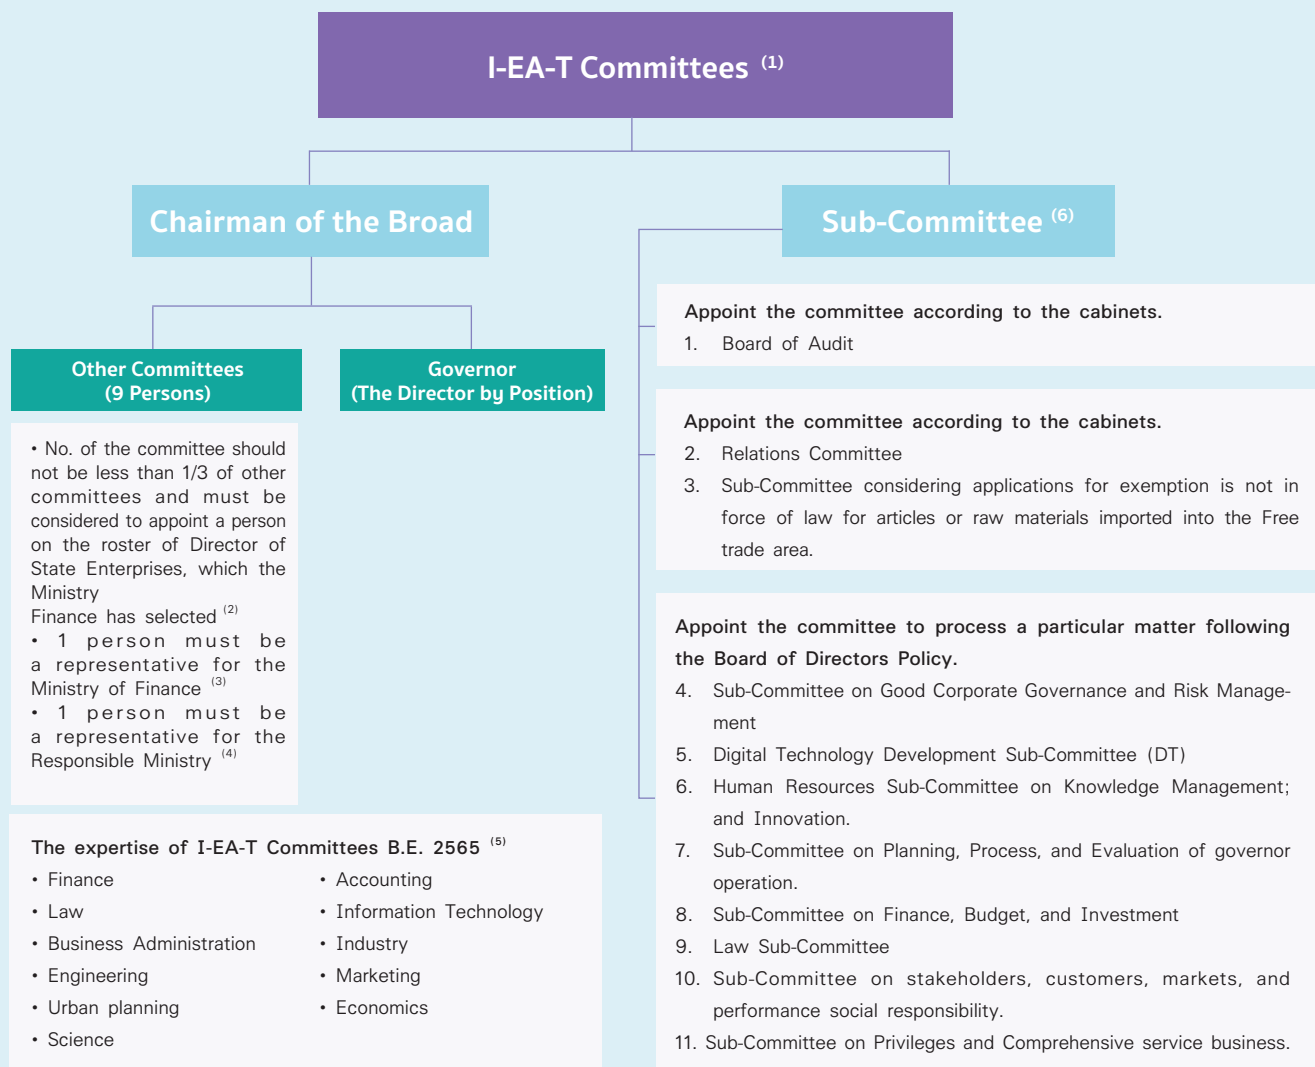 I-EA-T Committees (1)
Chairman of the Broad
Sub-Committee (6)
Other Committees
(9 Persons)
Governor
(The Director by Position)
• No. of the committee should
not be less than 1/3 of other
committees and must be
considered to appoint a person
on the roster of Director of
State Enterprises, which the
Ministry
Finance has selected (2)
• 1 person must be
a representative for the
Ministry of Finance (3)
• 1 person must be
a representative for the
Responsible Ministry (4)
The expertise of I-EA-T Committees B.E. 2565 (5)
• Finance
• Law
• Business Administration
• Engineering
• Urban planning
• Science
• Accounting
• Information Technology
• Industry
• Marketing
• Economics
Appoint the committee according to the cabinets.
1. Board of Audit
Appoint the committee according to the cabinets.
2. Relations Committee
3. Sub-Committee considering applications for exemption is not in
force of law for articles or raw materials imported into the Free
trade area.
Appoint the committee to process a particular matter following
the Board of Directors Policy.
4. Sub-Committee on Good Corporate Governance and Risk Manage-
ment
5. Digital Technology Development Sub-Committee (DT)
6. Human Resources Sub-Committee on Knowledge Management;
and Innovation.
7. Sub-Committee on Planning, Process, and Evaluation of governor
operation.
8. Sub-Committee on Finance, Budget, and Investment
9. Law Sub-Committee
10. Sub-Committee on stakeholders, customers, markets, and
performance social responsibility.
11. Sub-Committee on Privileges and Comprehensive service business.